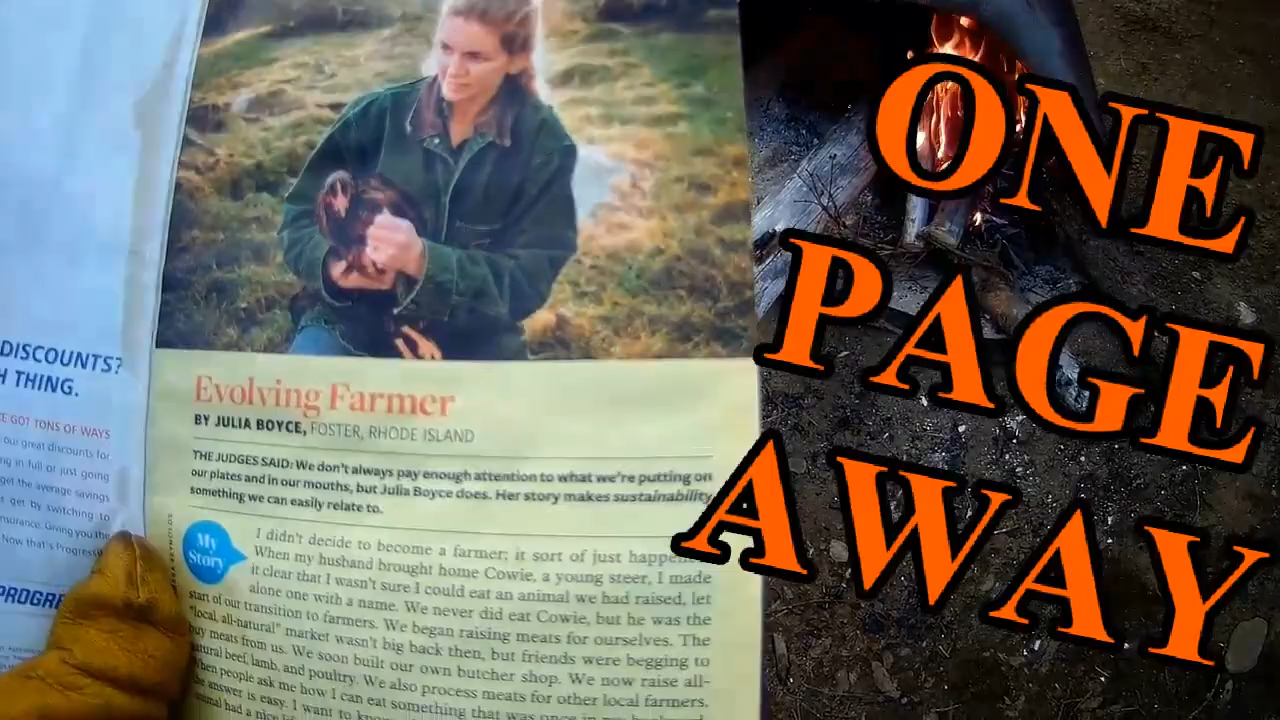 DISCOUNTS?
H THING.
E GOT TONS OF WAYS
our great discounts for
ng in full or just going
get the average savings
t get by switching to
nsurance. Giving you the
Now that's Progress
PROGRE
Evolving Farmer
BY JULIA BOYCE, FOSTER, RHODE ISLAND
THE JUDGES SAID: We don't always pay enough attention to what we're putting on
our plates and in our mouths, but Julia Boyce does. Her story makes sustainability
something we can easily relate to.
My
Story
I didn't decide to become a farmer; it sort of just happened.
When my husband brought home Cowie, a young steer, I made
it clear that I wasn't sure I could eat an animal we had raised, let
alone one with a name. We never did eat Cowie, but he was the
start of our transition to farmers. We began raising meats for ourselves. The
"local, all-natural" market wasn't big back then, but friends were begging to
buy meats from us. We soon built our own butcher shop. We now raise all-
natural beef, lamb, and poultry. We also process meats for other local farmers.
When people ask me how I can eat something that was once in my
the answer is easy. I want to
animal had a nice
ONE
PAGE
AWAY